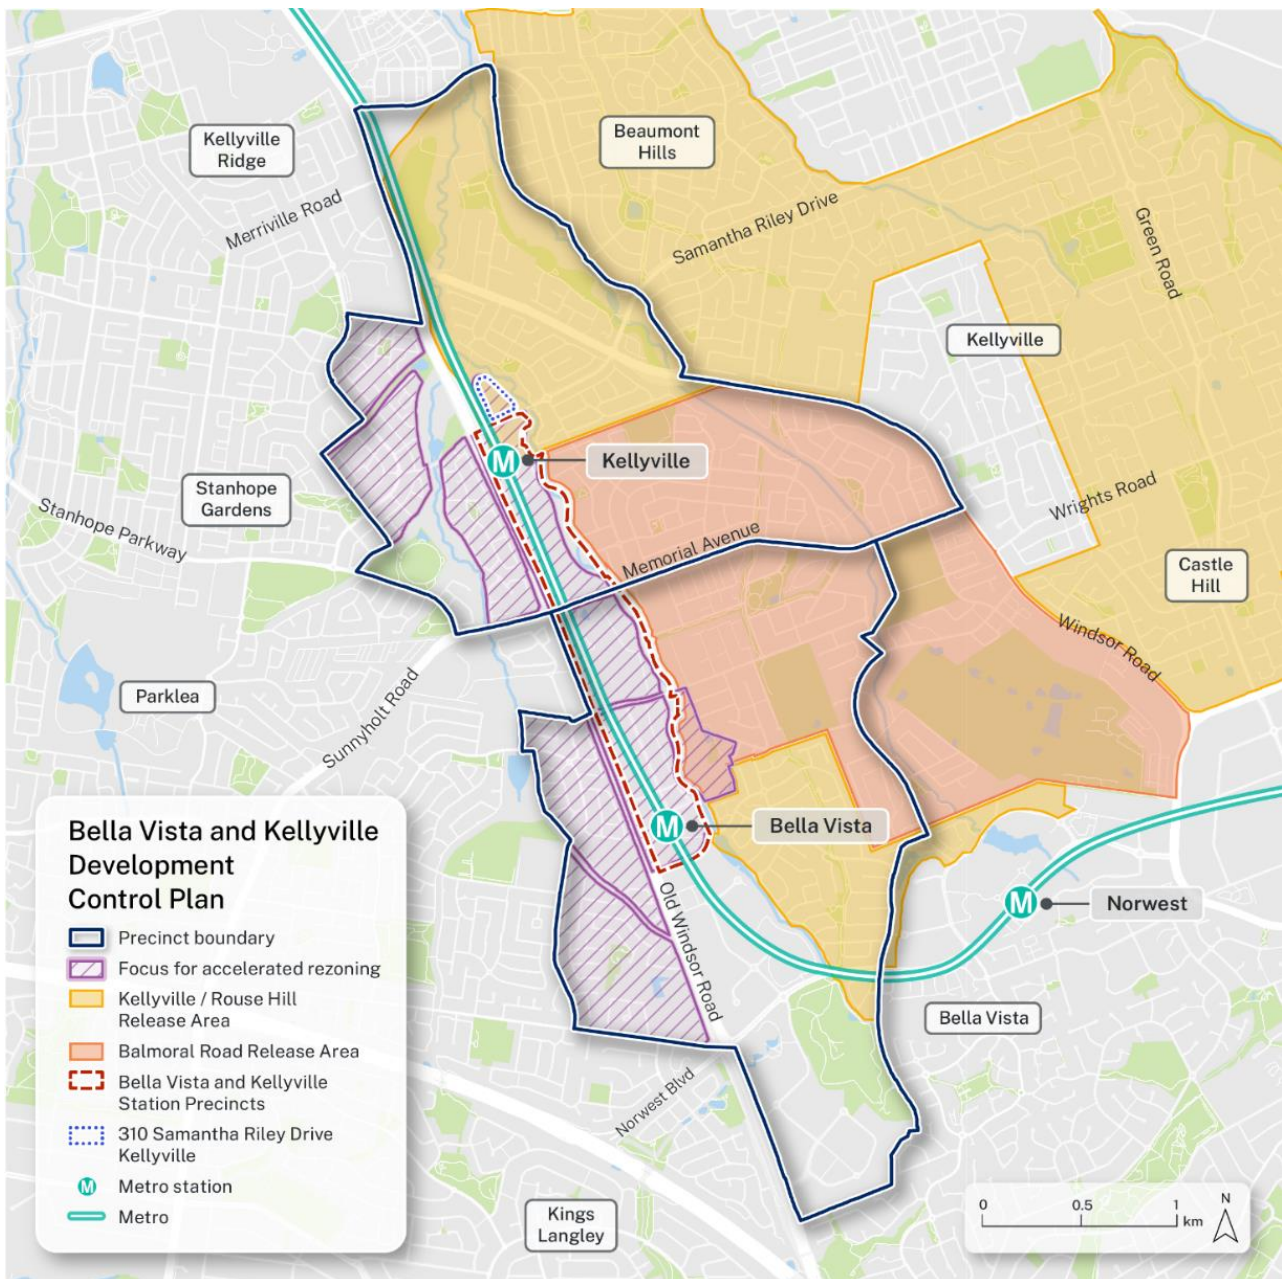 Kellyville
Ridge
Beaumont
Hills
Merriville Road
Samantha Riley Drive
Green Road
Kellyville
Kellyville
Stanhope
Gardens
Stanhope Parkway
Wrights Road
Memorial Avenue
Castle
Hill
Windsor Road
Parklea
Sunnyholt Road
Bella Vista
Old Windsor Road
Norwest
Bella Vista
Norwest Blvd
Kings
Langley
M
M
M
Bella Vista and Kellyville
Development
Control Plan
Precinct boundary
Focus for accelerated rezoning
Kellyville / Rouse Hill
Release Area
Balmoral Road Release Area
Bella Vista and Kellyville
Station Precincts
310 Samantha Riley Drive
Kellyville
M Metro station
Metro
0 0.5 1
km
N